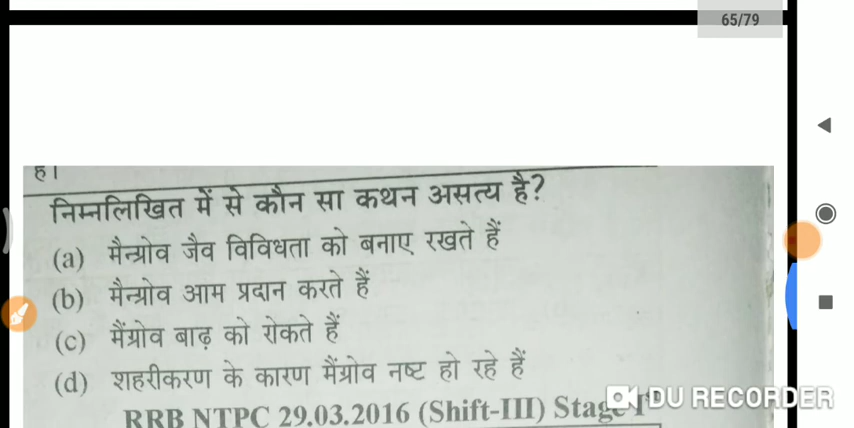 65/79
है।
निम्नलिखित में से कौन सा कथन असत्य है?
(a) मैन्ग्रोव जैव विविधता को बनाए रखते हैं
(b) मैन्ग्रोव आम प्रदान करते हैं
(c) मैंग्रोव बाढ़ को रोकते हैं
(d) शहरीकरण के कारण मैंग्रोव नष्ट हो रहे हैं
RRB NTPC 29.03.2016 (Shift-III) Stage Iˢᵗ
DU RECORDER